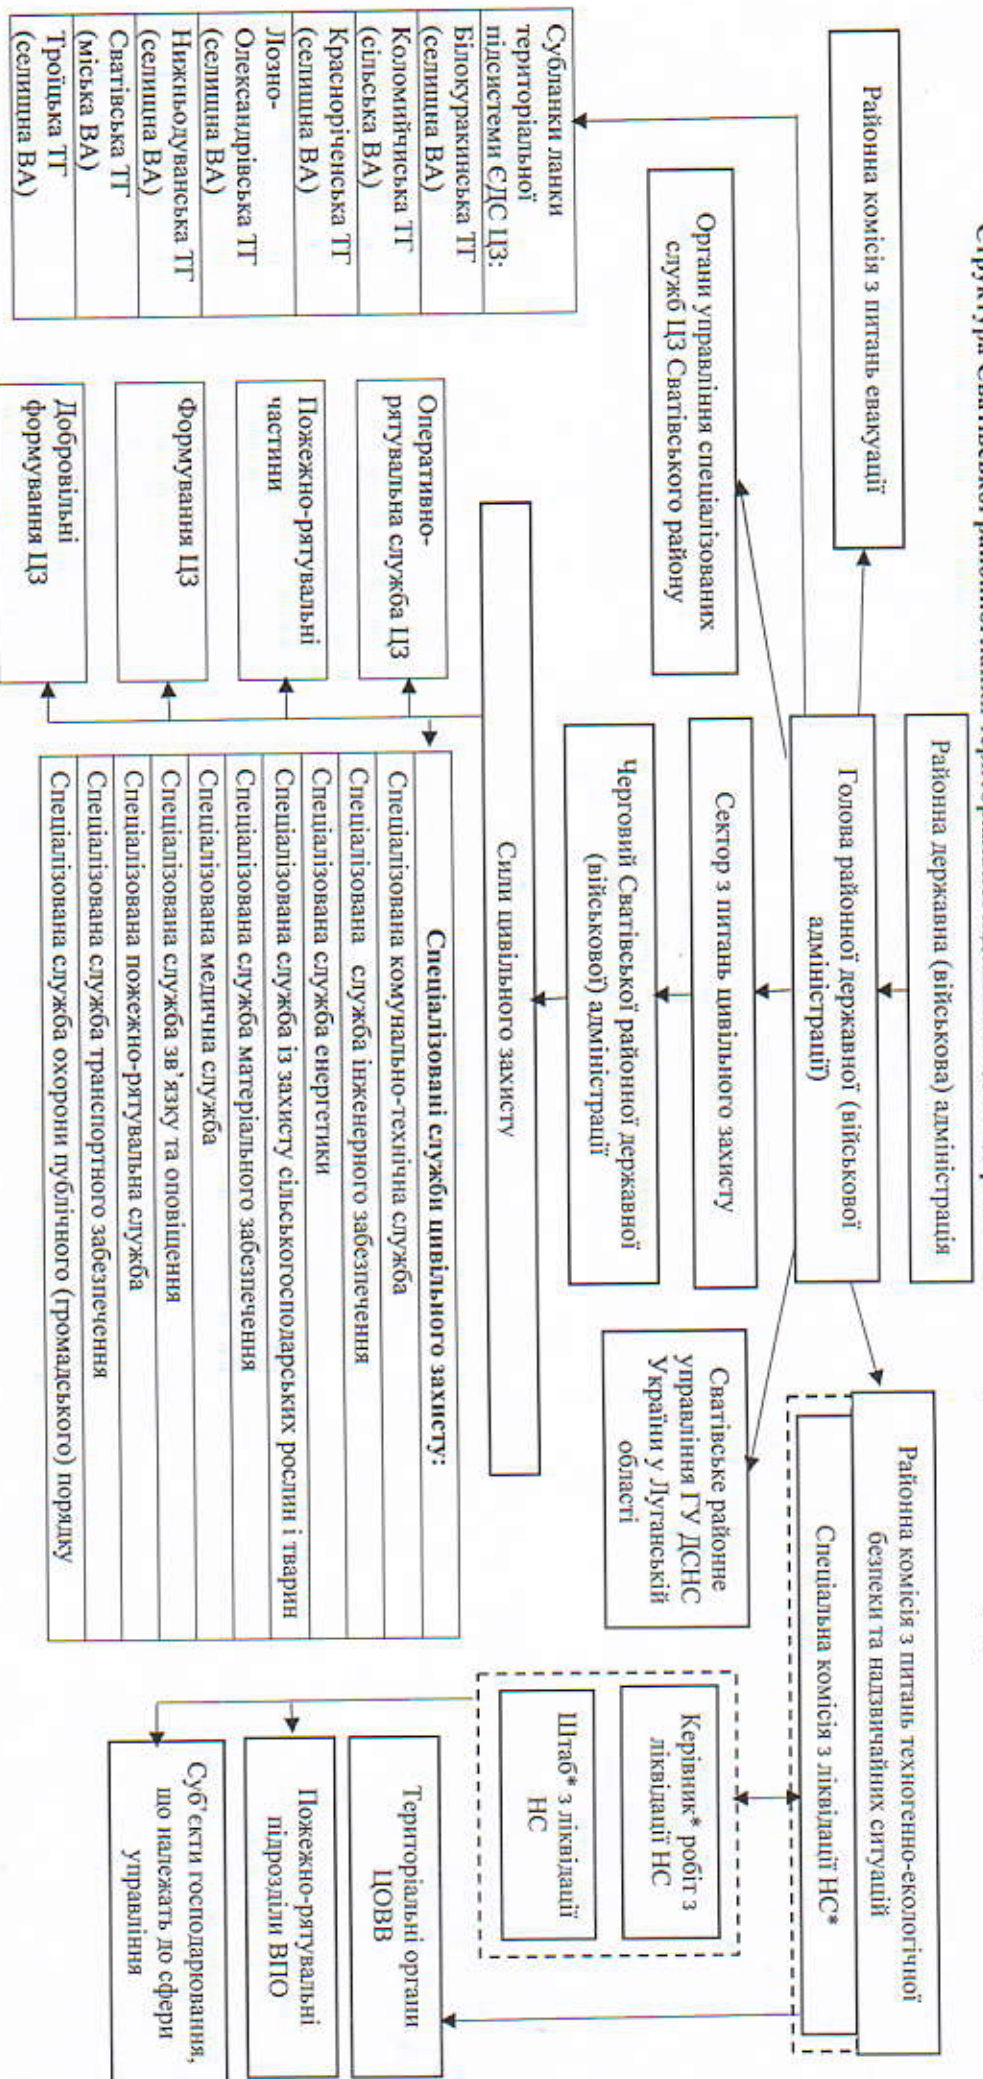 Структура Сватівської районної ланки
Районна державна (військова) адміністрація
Голова районної державної (військової
адміністрації)
Районна комісія з питань евакуації
Районна комісія з питань техногенно-екологічної
безпеки та надзвичайних ситуацій
Спеціальна комісія з ліквідації НС*
Органи управління спеціалізованих
служб ЦЗ Сватівського району
Сектор з питань цивільного захисту
Сватівське районне
управління ГУ ДСНС
України у Луганській
області
Черговий Сватівської районної державної
(військової) адміністрації
Керівник* робіт з
ліквідації НС
Штаб* з ліквідації
НС
Сили цивільного захисту
Субланки ланки
територіальної
підсистеми ЄДС ЦЗ:
Білокуракинська ТГ
(селищна ВА)
Коломийчиська ТГ
(сільська ВА)
Красноріченська ТГ
(селищна ВА)
Лозно-
Олександрівська ТГ
(селищна ВА)
Нижньодуванська ТГ
(селищна ВА)
Сватівська ТГ
(міська ВА)
Троїцька ТГ
(селищна ВА)
Оперативно-
рятувальна служба ЦЗ
Пожежно-рятувальні
частини
Формування ЦЗ
Добровільні
формування ЦЗ
Спеціалізовані служби цивільного захисту:
Спеціалізована комунально-технічна служба
Спеціалізована служба інженерного забезпечення
Спеціалізована служба енергетики
Спеціалізована служба із захисту сільськогосподарських рослин і тварин
Спеціалізована служба матеріального забезпечення
Спеціалізована медична служба
Спеціалізована служба зв’язку та оповіщення
Спеціалізована пожежно-рятувальна служба
Спеціалізована служба транспортного забезпечення
Спеціалізована служба охорони публічного (громадського) порядку
Територіальні органи
ЦОВВ
Пожежно-рятувальні
підрозділи ВПО
Суб’єкти господарювання,
що належать до сфери
управління